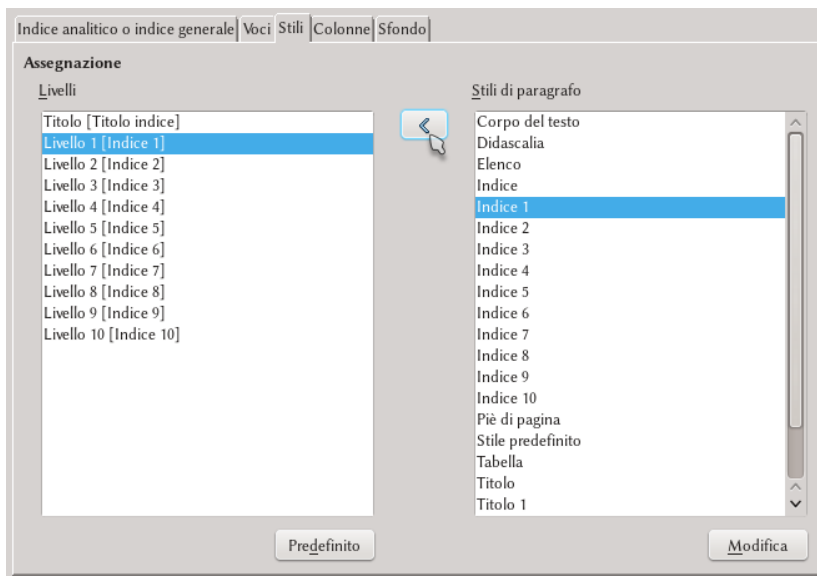 Indice analitico o indice generale Voci Stili Colonne Sfondo
Assegnazione
Livelli
Titolo [Titolo indice]
Livello 1 [Indice 1]
Livello 2 [Indice 2]
Livello 3 [Indice 3]
Livello 4 [Indice 4]
Livello 5 [Indice 5]
Livello 6 [Indice 6]
Livello 7 [Indice 7]
Livello 8 [Indice 8]
Livello 9 [Indice 9]
Livello 10 [Indice 10]
Predefinito
Stili di paragrafo
Corpo del testo
Didascalia
Elenco
Indice
Indice 1
Indice 2
Indice 3
Indice 4
Indice 5
Indice 6
Indice 7
Indice 8
Indice 9
Indice 10
Piè di pagina
Stile predefinito
Tabella
Titolo
Titolo 1
Modifica